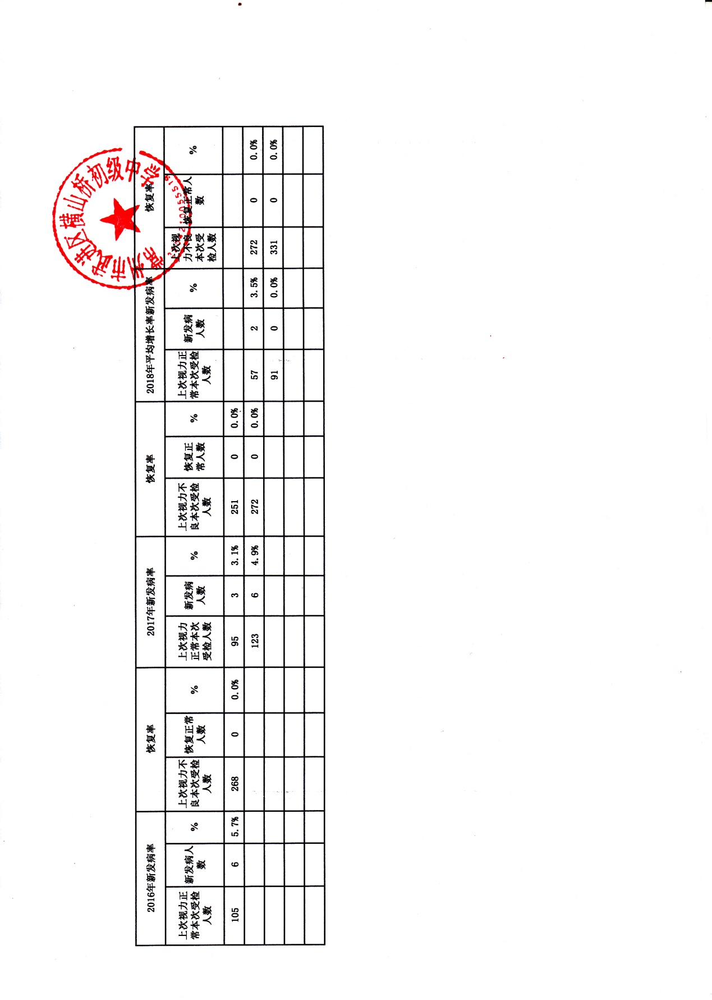 常州市武进区横山桥初级中学
2016年新发病率 恢复率 2017年新发病率 恢复率 2018年平均增长率新发病率 恢复率
上次视力正常本次受检人数 新发病人数 % 上次视力不良本次受检人数 恢复正常人数 % 上次视力正常本次受检人数 新发病人数 % 上次视力不良本次受检人数 恢复正常人数 % 上次视力正常本次受检人数 新发病人数 % 上次视力不良本次受检人数 恢复正常人数 %
105 6 5.7% 268 0 0.0% 95 3 3.1% 251 0 0.0%
123 6 4.9% 272 0 0.0% 57 2 3.5% 272 0 0.0%
91 0 0.0% 331 0 0.0%